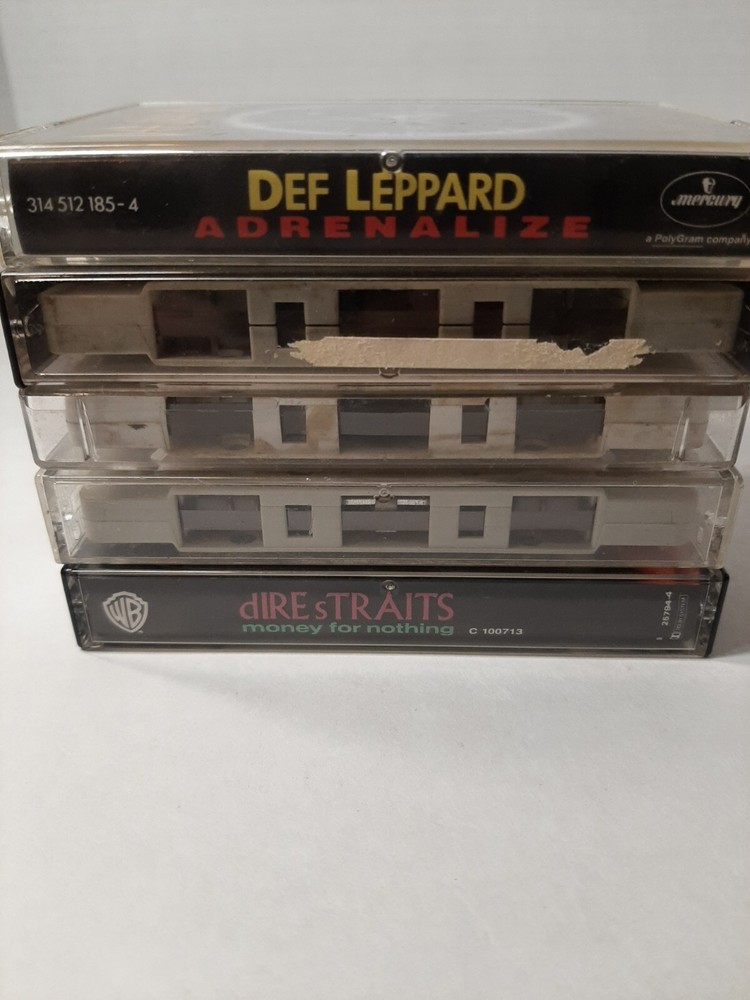 314 512 185-4
DEF LEPPARD
ADRENALIZE
mercury
a PolyGram company
WB
dIRE sTRAITS
money for nothing
C 100713
25794-4